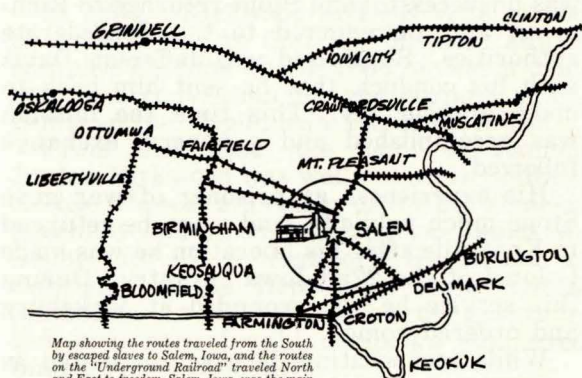 CLINTON
GRINNELL
TIPTON
IOWACITY
OSKALOOSA
CRAWFORDSVILLE
MUSCATINE
OTTUMWA
FAIRFIELD
MT. PLEASANT
LIBERTYVILLE
BIRMINGHAM
SALEM
KEOSAUQUA
BURLINGTON
BLOOMFIELD
DENMARK
FARMINGTON
CROTON
KEOKUK
Map showing the routes traveled from the South
by escaped slaves to Salem, Iowa, and the routes
on the "Underground Railroad" traveled North
and East to freedom. Salem, Iowa, was the main